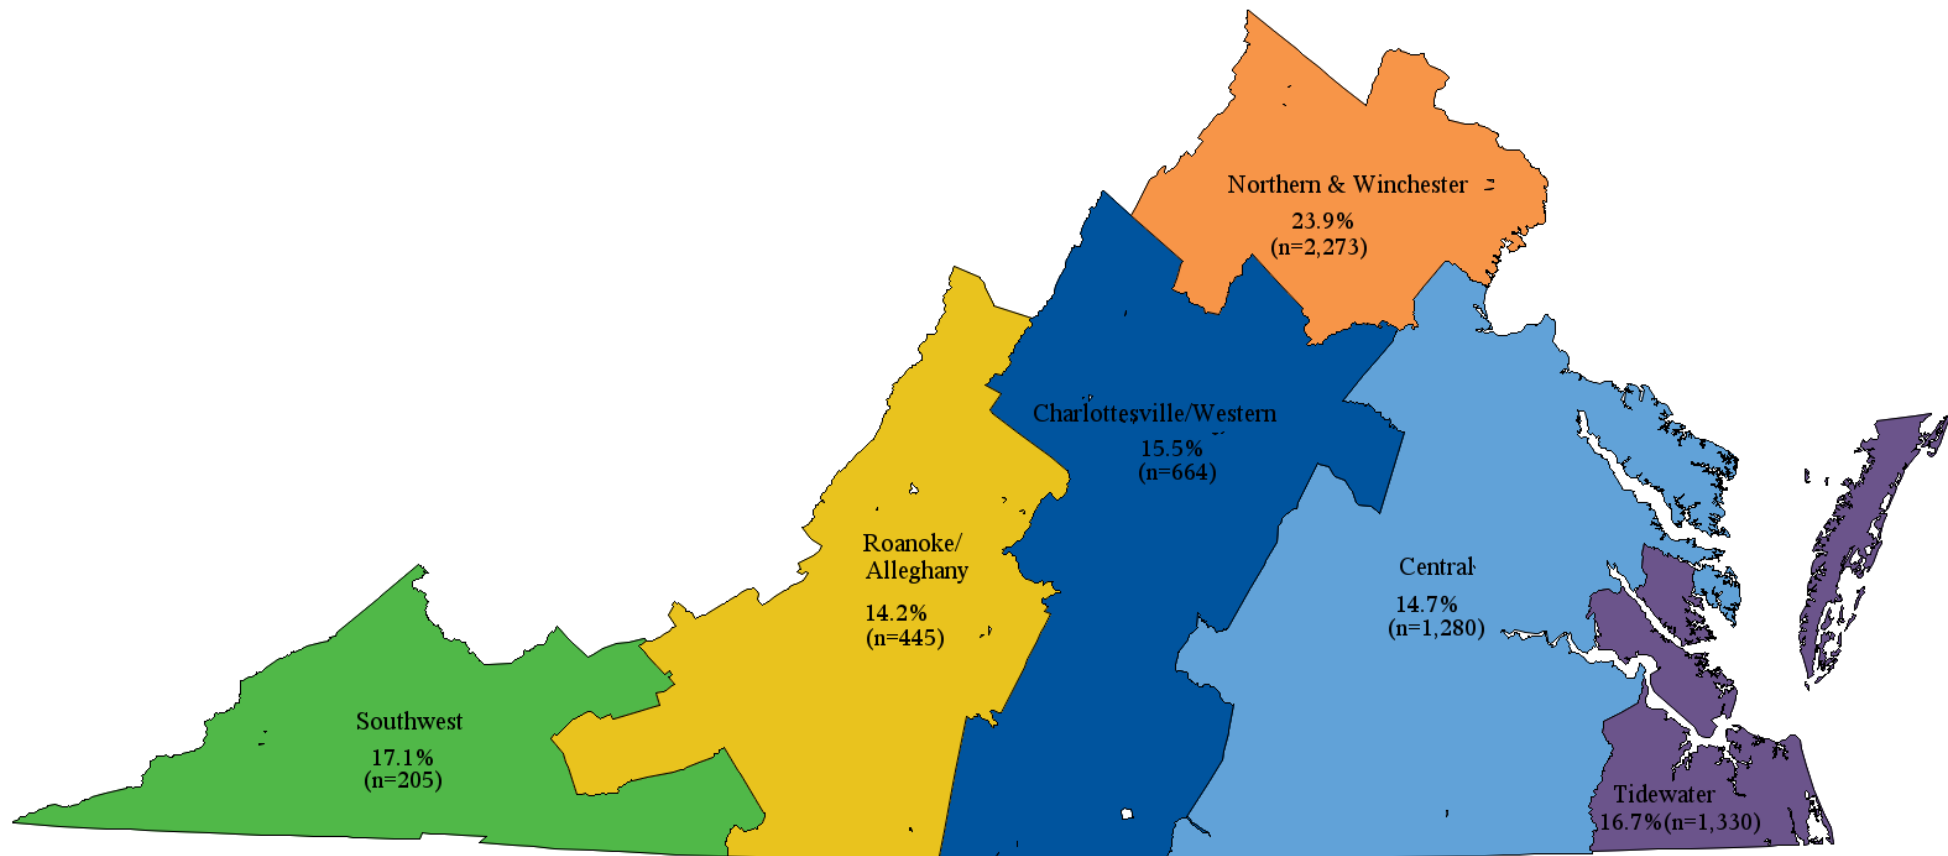 Northern & Winchester
23.9%
(n=2,273)
Charlottesville/Western
15.5%
(n=664)
Roanoke/
Alleghany
14.2%
(n=445)
Central
14.7%
(n=1,280)
Southwest
17.1%
(n=205)
Tidewater
16.7%(n=1,330)